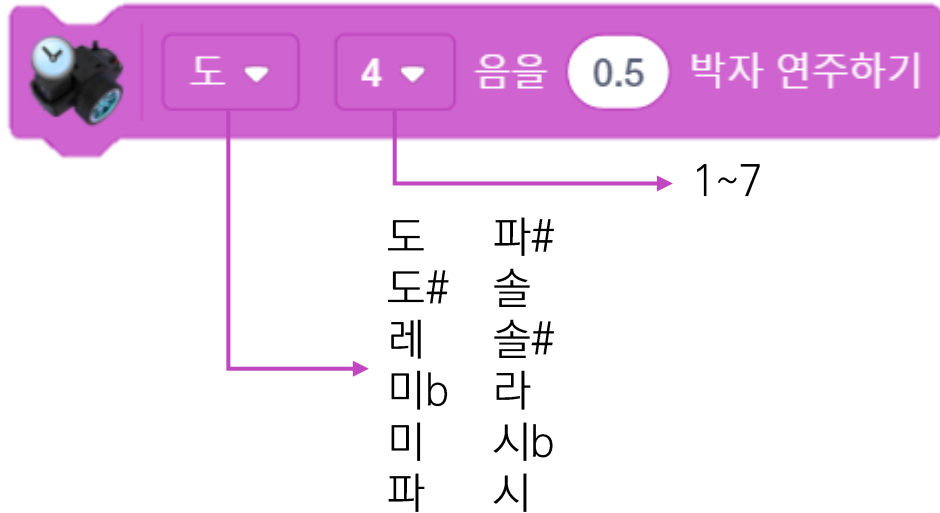 도 4 음을 0.5 박자 연주하기
1~7
도 파#
도# 솔
레 솔#
미b 라
미 시b
파 시